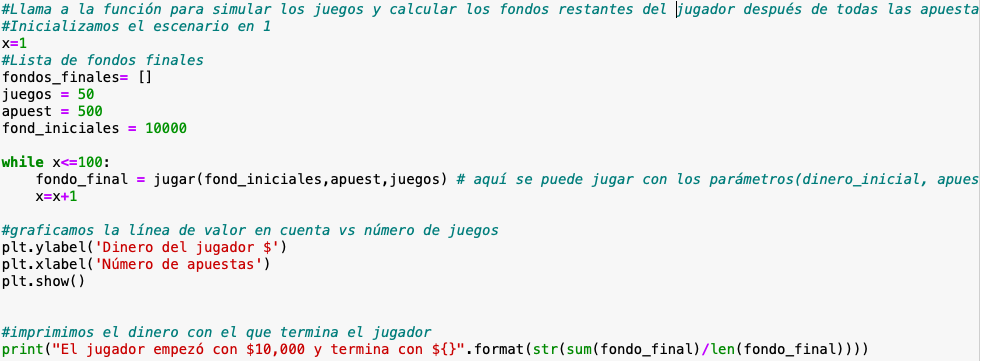 #Llama a la función para simular los juegos y calcular los fondos restantes del jugador después de todas las apuesta
#Inicializamos el escenario en 1
x=1
#Lista de fondos finales
fondos_finales= []
juegos = 50
apuest = 500
fond_iniciales = 10000
while x<=100:
    fondo_final = jugar(fond_iniciales,apuest,juegos) # aquí se puede jugar con los parámetros(dinero_inicial, apues
    x=x+1
#graficamos la línea de valor en cuenta vs número de juegos
plt.ylabel('Dinero del jugador $')
plt.xlabel('Número de apuestas')
plt.show()
#imprimimos el dinero con el que termina el jugador
print("El jugador empezó con $10,000 y termina con ${}".format(str(sum(fondo_final)/len(fondo_final))))